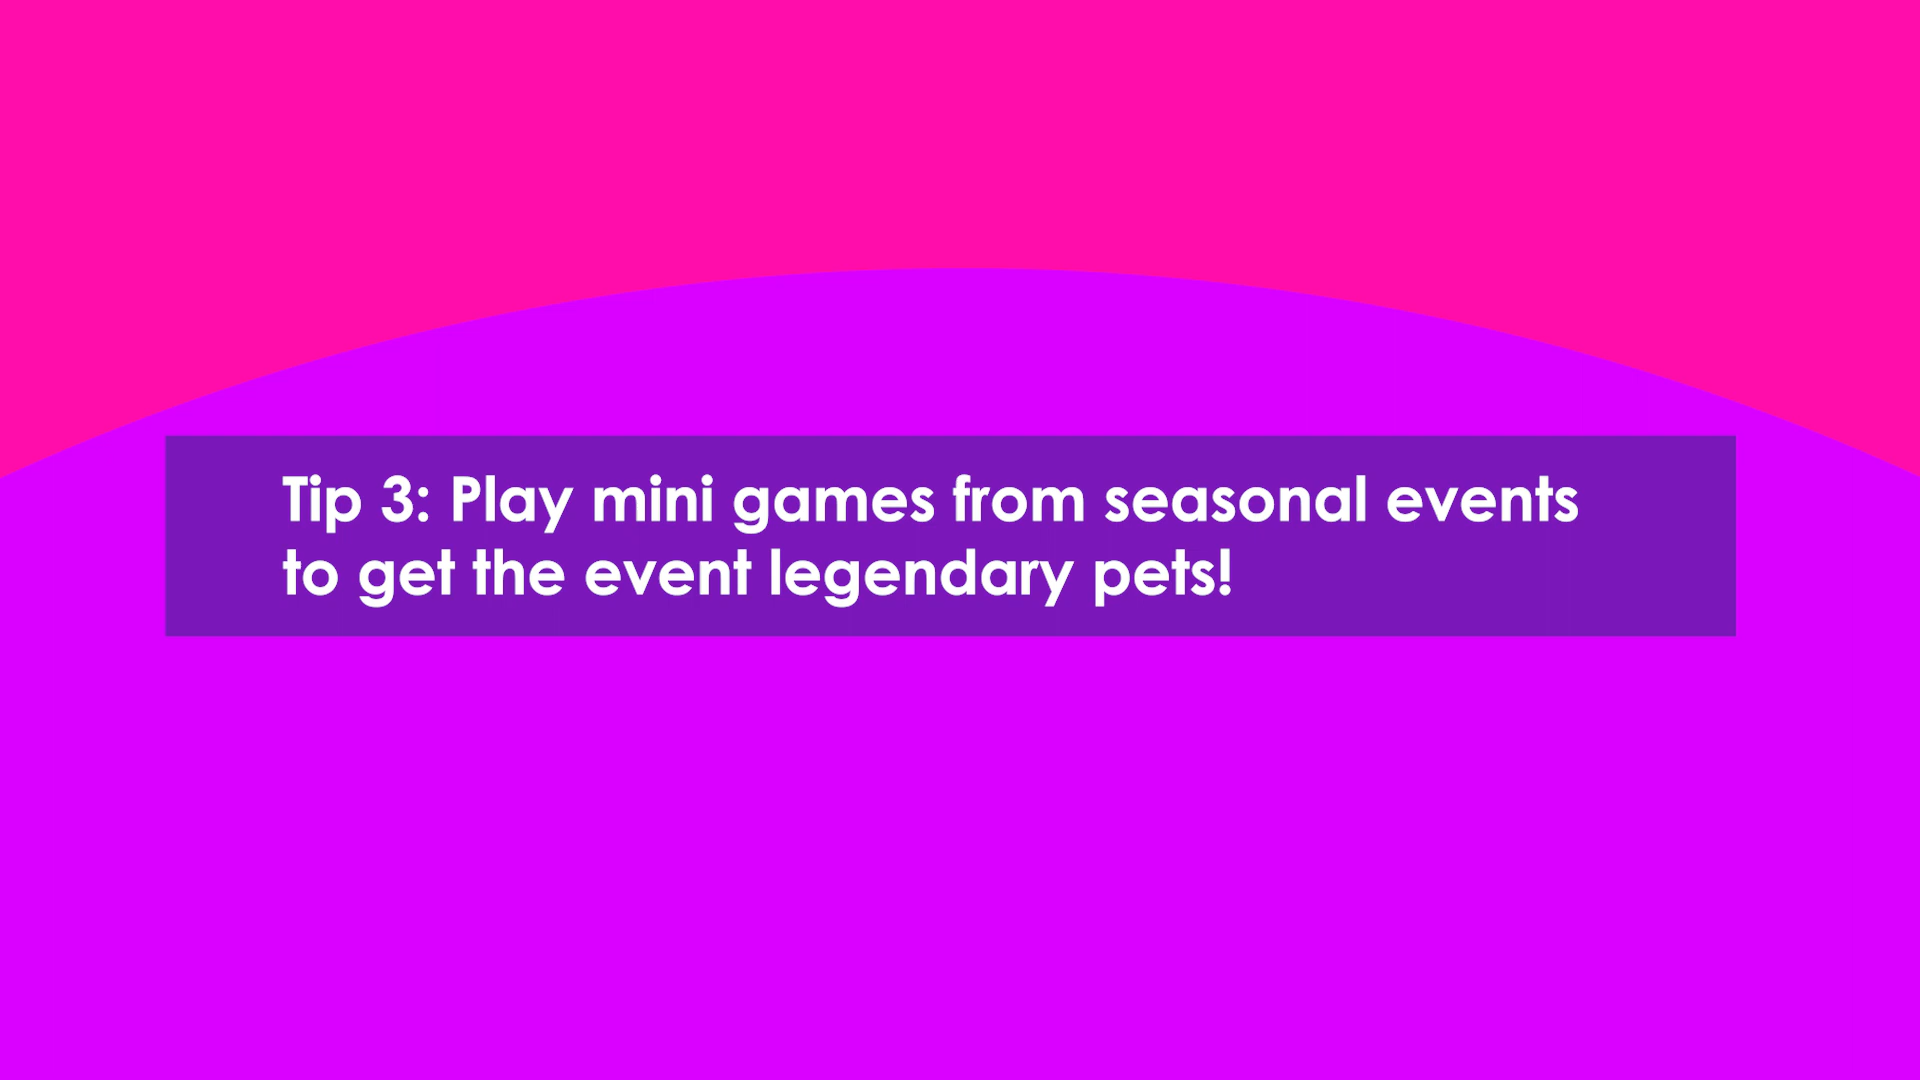 Tip 3: Play mini games from seasonal events
to get the event legendary pets!